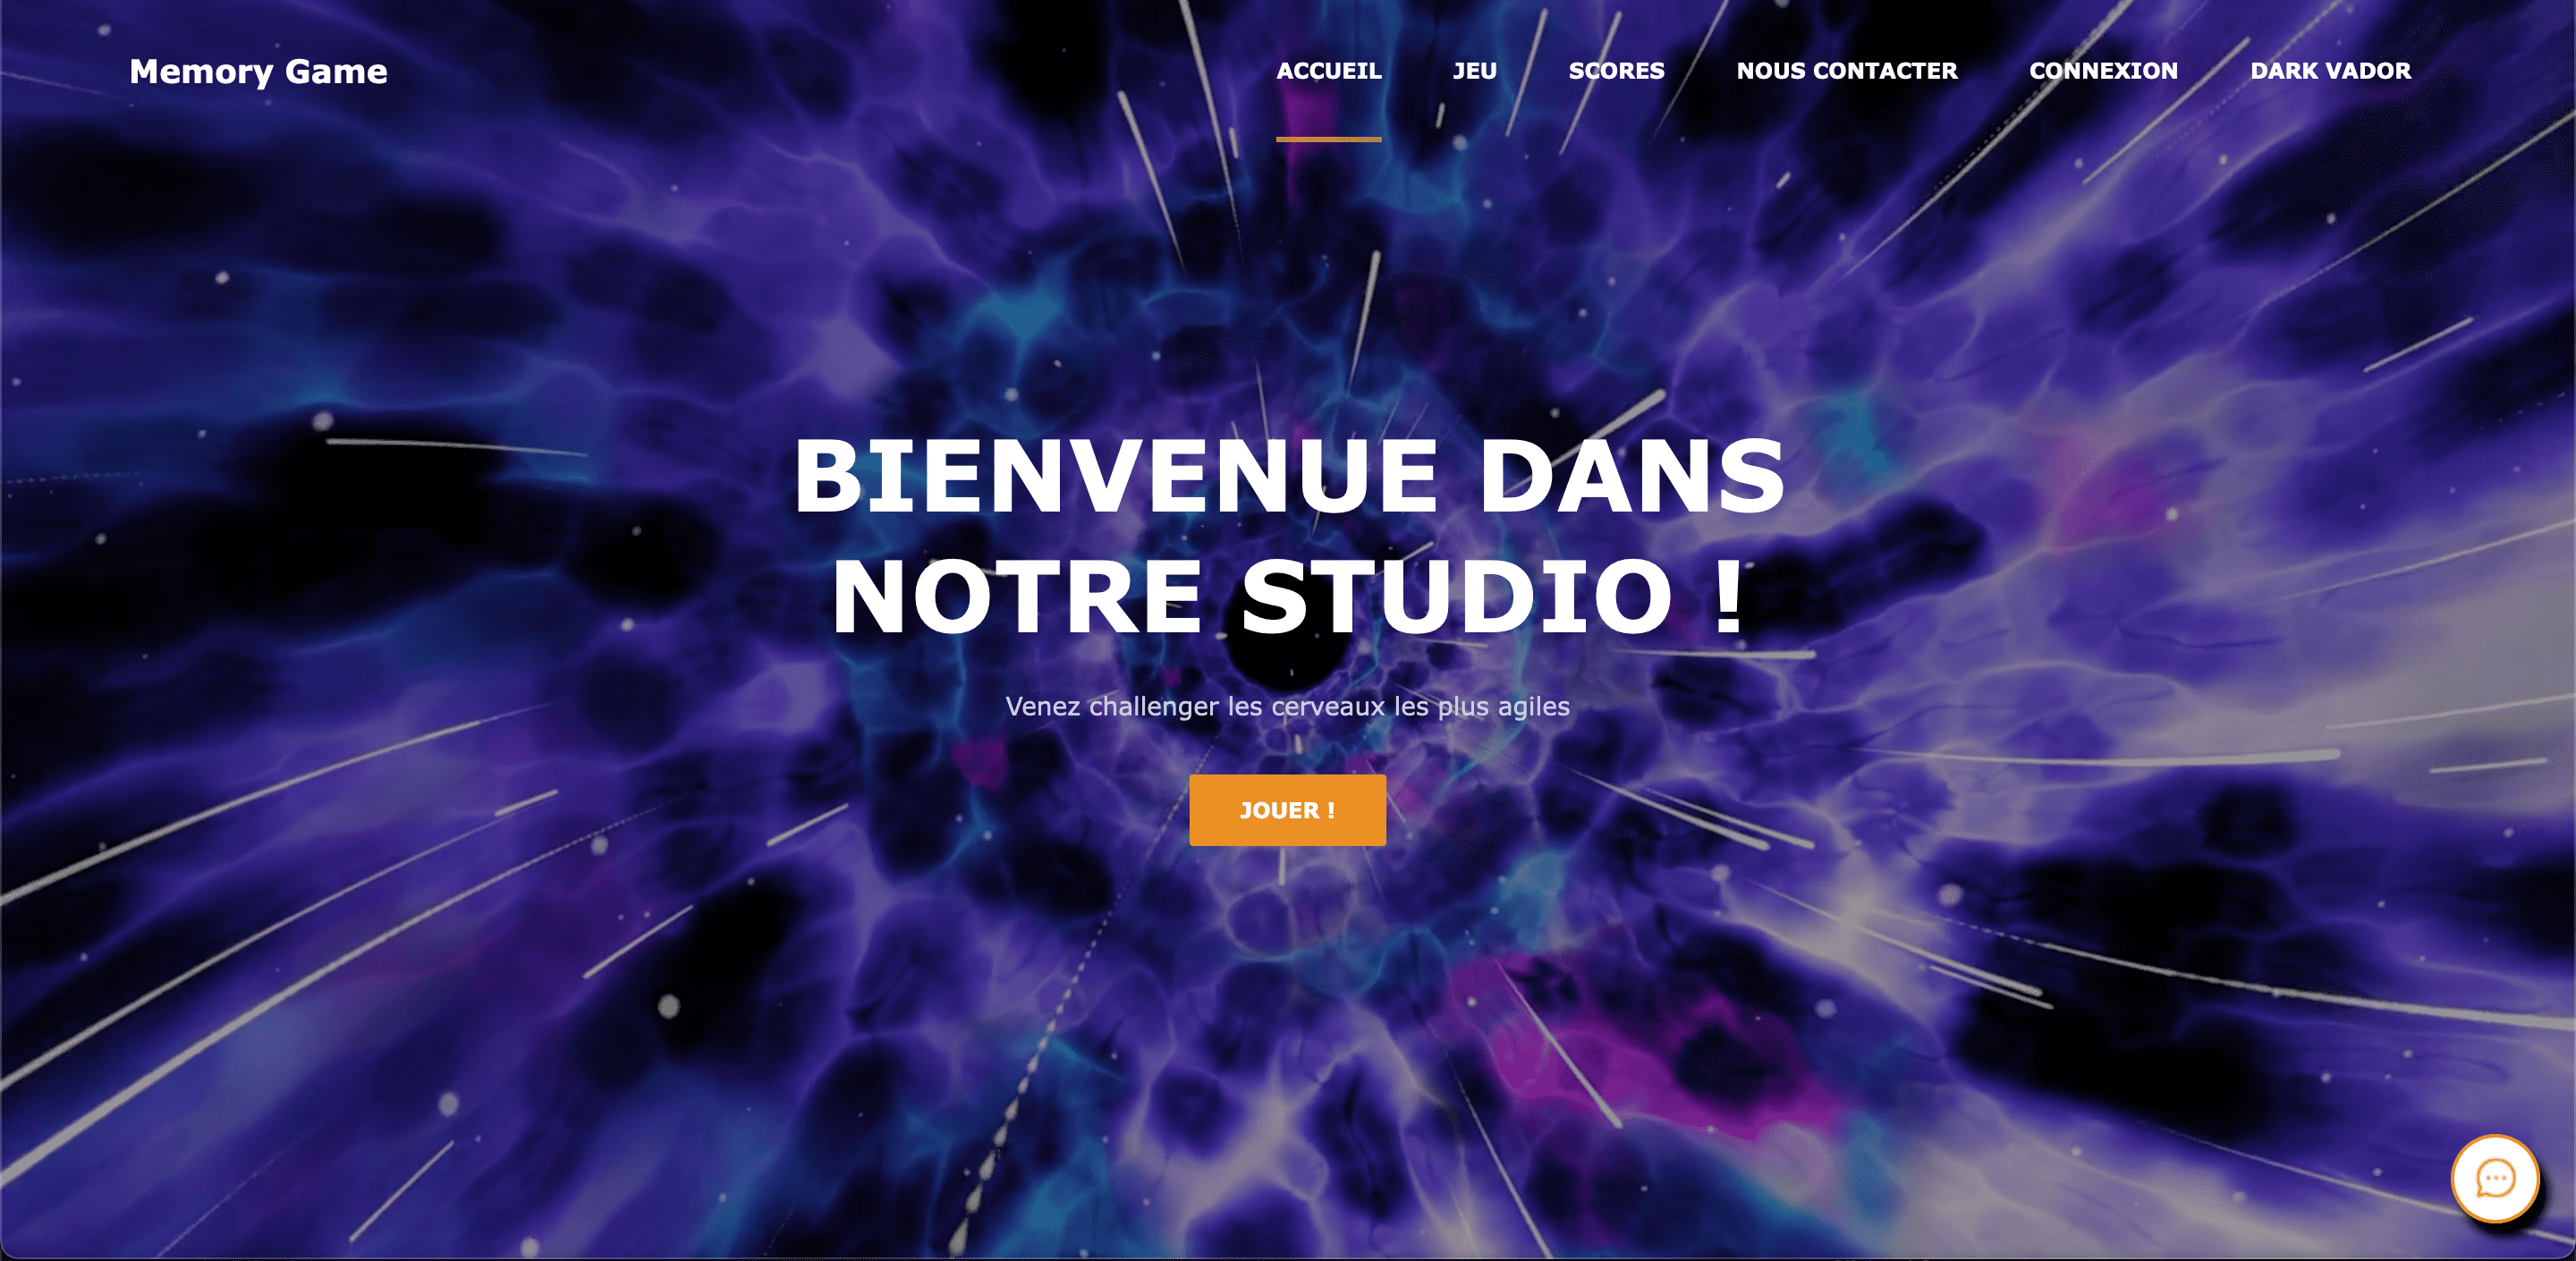 Memory Game
ACCUEIL JEU SCORES NOUS CONTACTER CONNEXION DARK VADOR
BIENVENUE DANS
NOTRE STUDIO !
Venez challenger les cerveaux les plus agiles
JOUER !